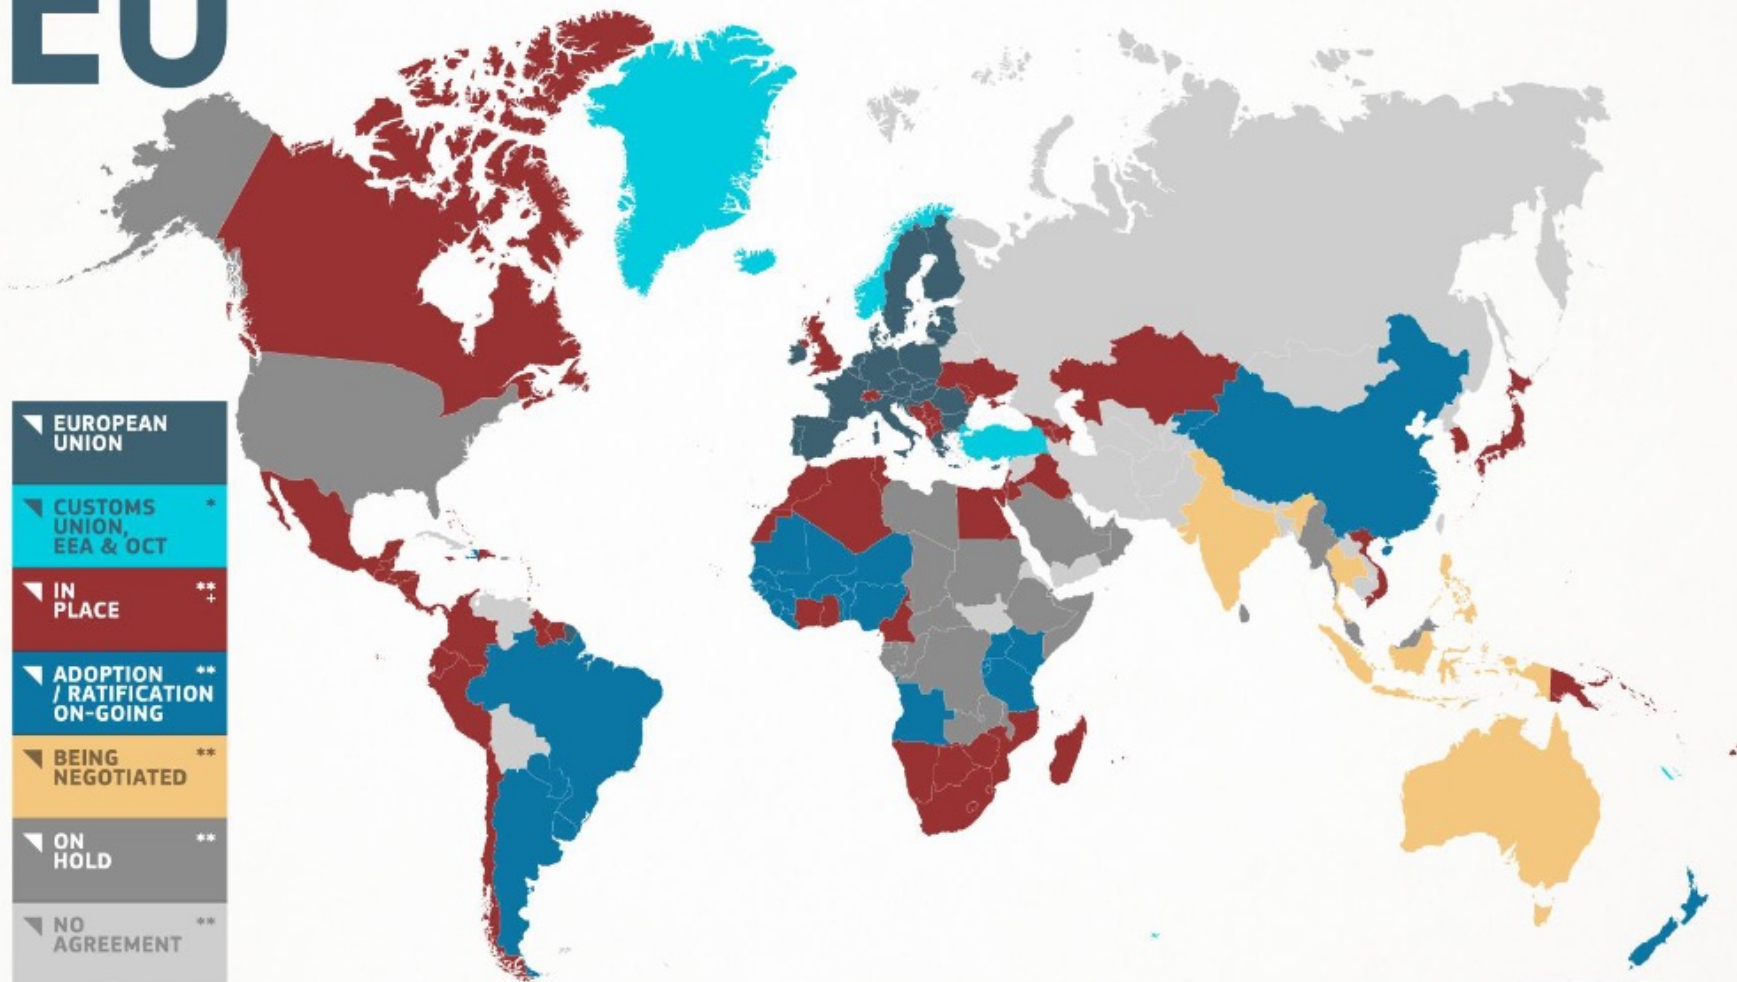 EU
EUROPEAN
UNION
CUSTOMS *
UNION,
EEA & OCT
IN **
PLACE +
ADOPTION **
/ RATIFICATION
ON-GOING
BEING **
NEGOTIATED
ON **
HOLD
NO **
AGREEMENT